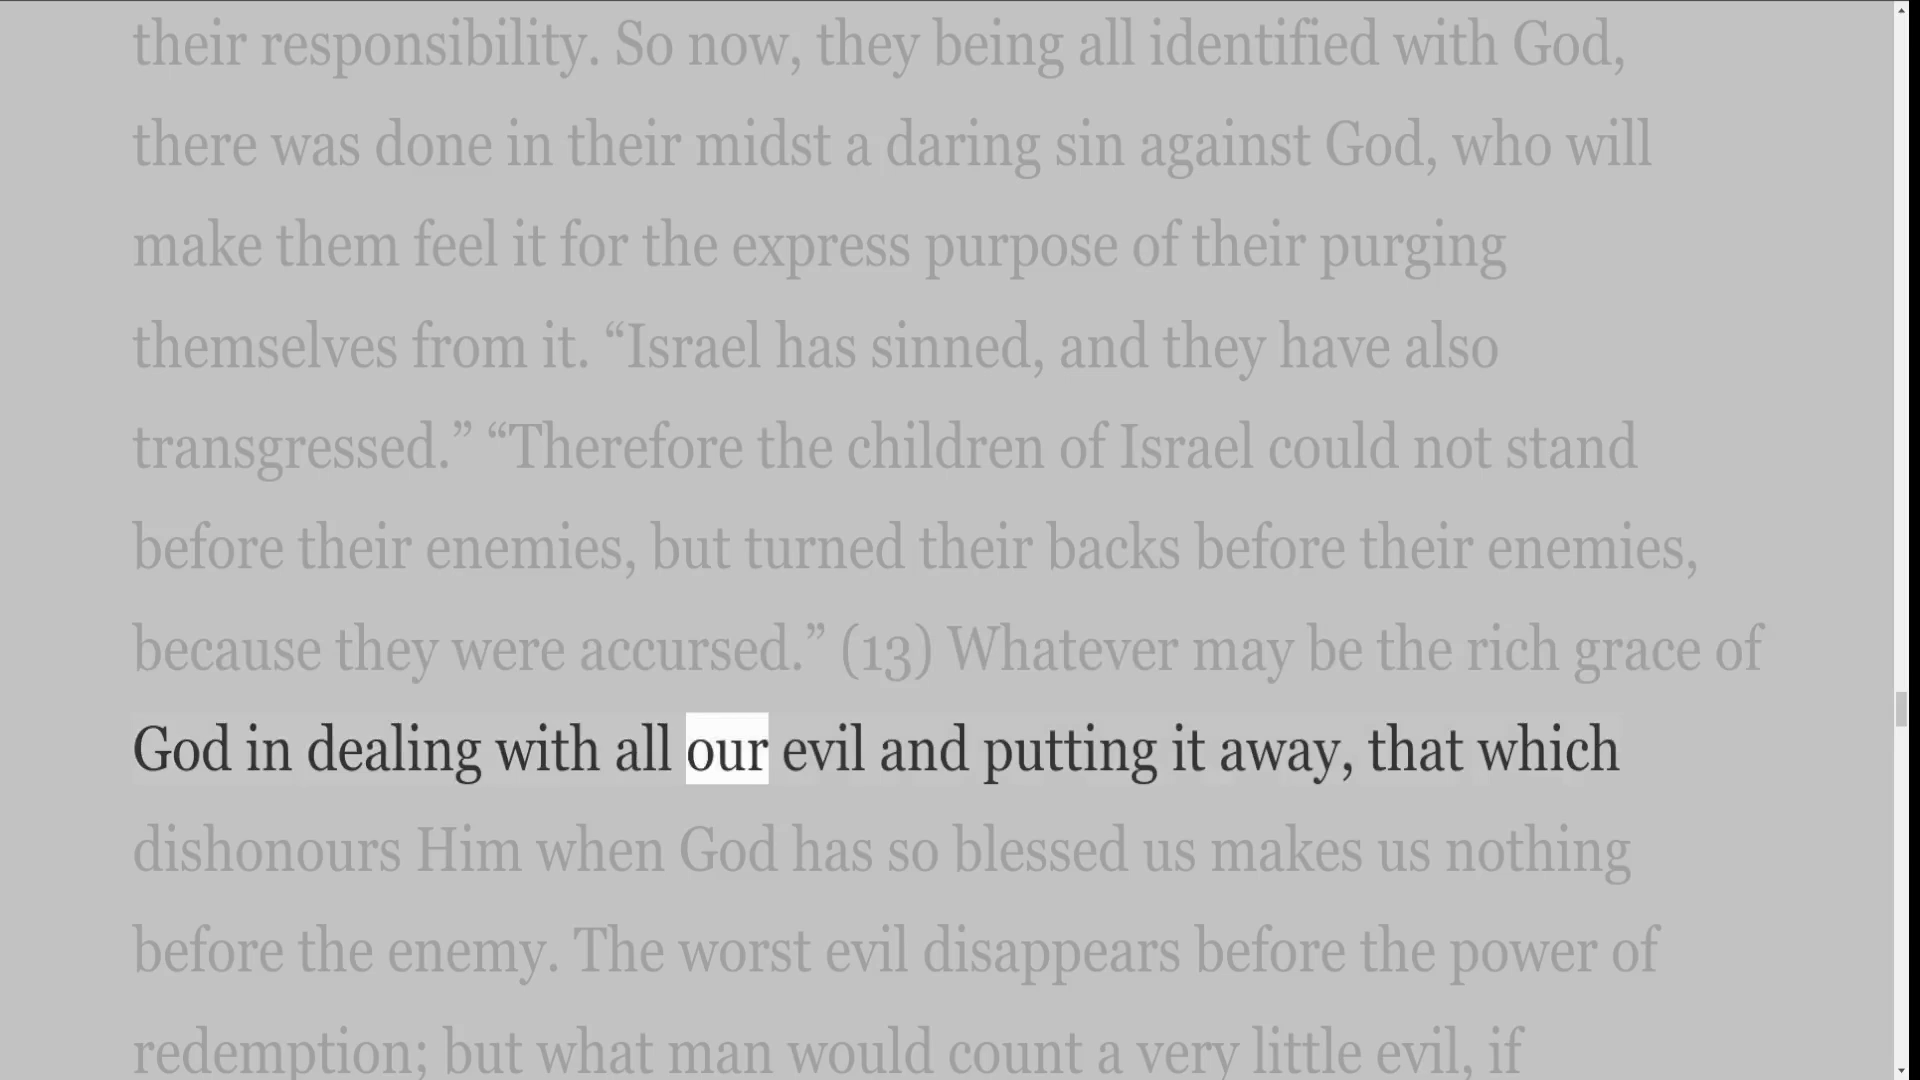 their responsibility. So now, they being all identified with God,
there was done in their midst a daring sin against God, who will
make them feel it for the express purpose of their purging
themselves from it. “Israel has sinned, and they have also
transgressed.” “Therefore the children of Israel could not stand
before their enemies, but turned their backs before their enemies,
because they were accursed.” (13) Whatever may be the rich grace of
God in dealing with all our evil and putting it away, that which
dishonours Him when God has so blessed us makes us nothing
before the enemy. The worst evil disappears before the power of
redemption; but what man would count a very little evil, if